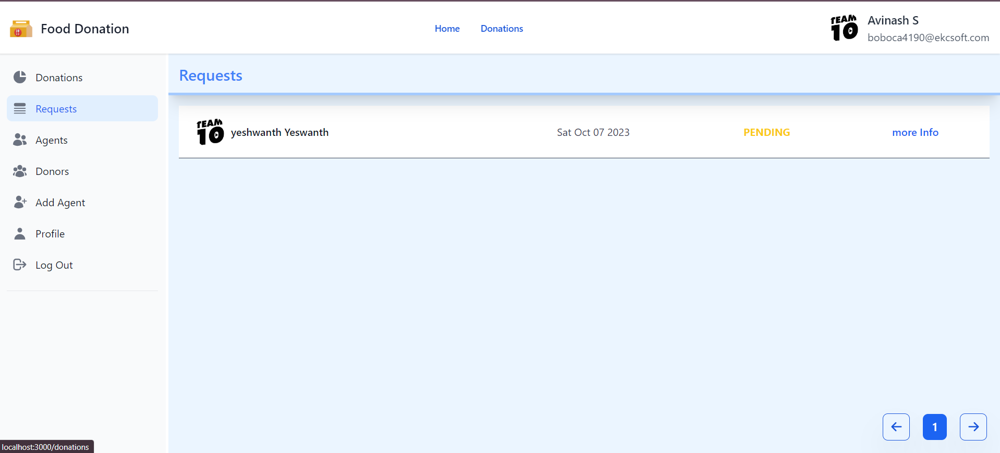 Food Donation
Home
Donations
TEAM
10
Avinash S
boboca4190@ekcsoft.com
Donations
Requests
Agents
Donors
Add Agent
Profile
Log Out
Requests
TEAM
10
yeshwanth Yeswanth
Sat Oct 07 2023
PENDING
more Info
1
localhost:3000/donations